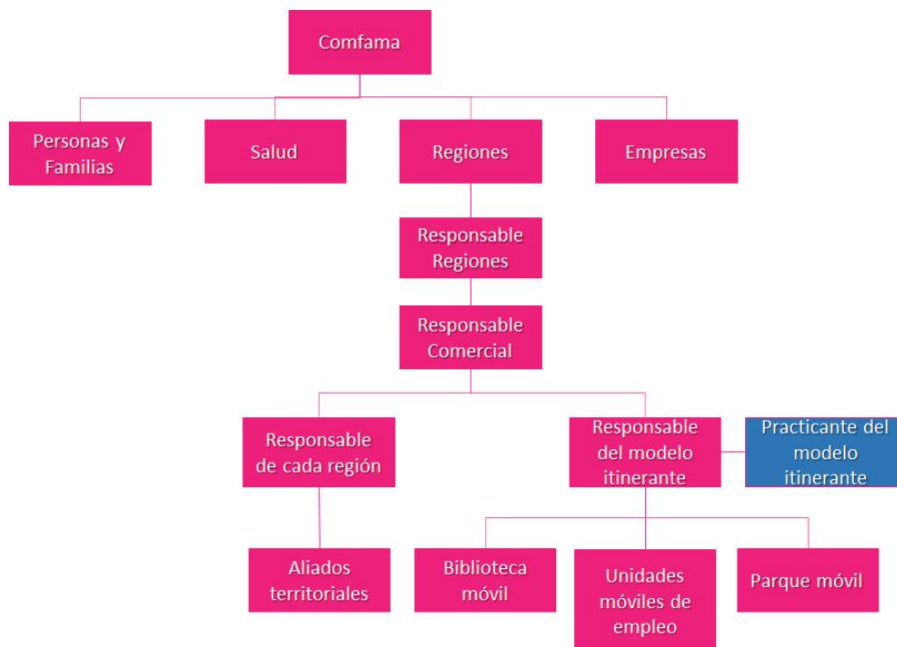 Comfama
Personas y
Familias
Salud
Regiones
Empresas
Responsable
Regiones
Responsable
Comercial
Responsable
de cada región
Responsable
del modelo
itinerante
Practicante del
modelo
itinerante
Aliados
territoriales
Biblioteca
móvil
Unidades
móviles de
empleo
Parque móvil